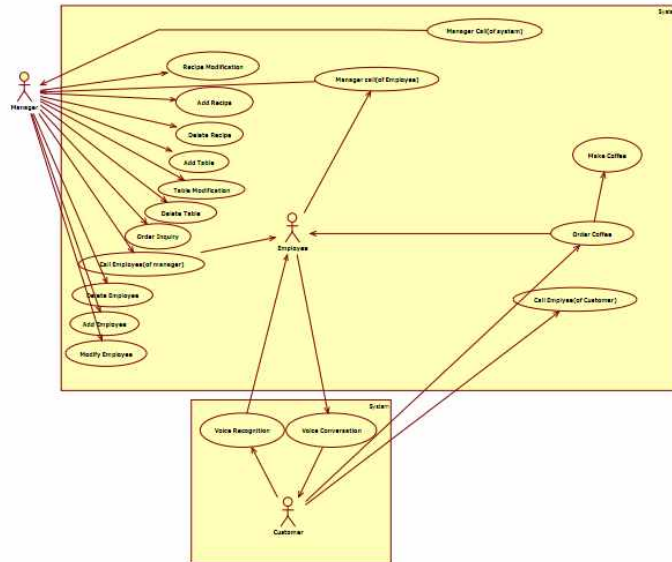 System
Manager Call(of system)
Recipe Modification
Manager call(of Employee)
Manager
Add Recipe
Delete Recipe
Make Coffee
Add Table
Table Modification
Delete Table
Order Inquiry
Order Coffee
Employee
Call Employee(of manager)
Delete Employee
Call Emplyee(of Customer)
Add Employee
Modify Employee
System
Voice Recognition
Voice Conversation
Customer